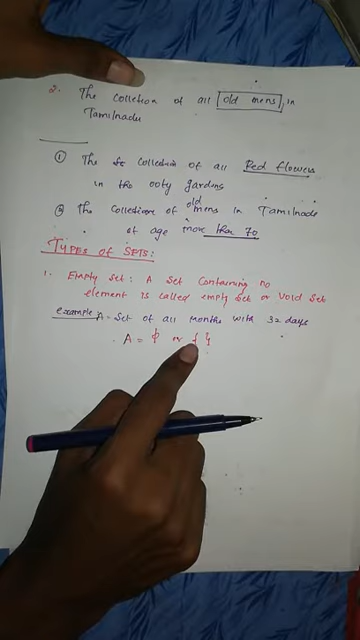 2. The colletion of all old mens, in
Tamilnadu
① The collection of all Red flowers
in the ooty gardens
② The collection of old mens in Tamilnadu
of age more than 70
TYPES OF SETS:
1. EMPTY SET: A Set Containing no
element is called empty set or Void Set
example A= Set of all months with 32 days
A = ϕ or { }